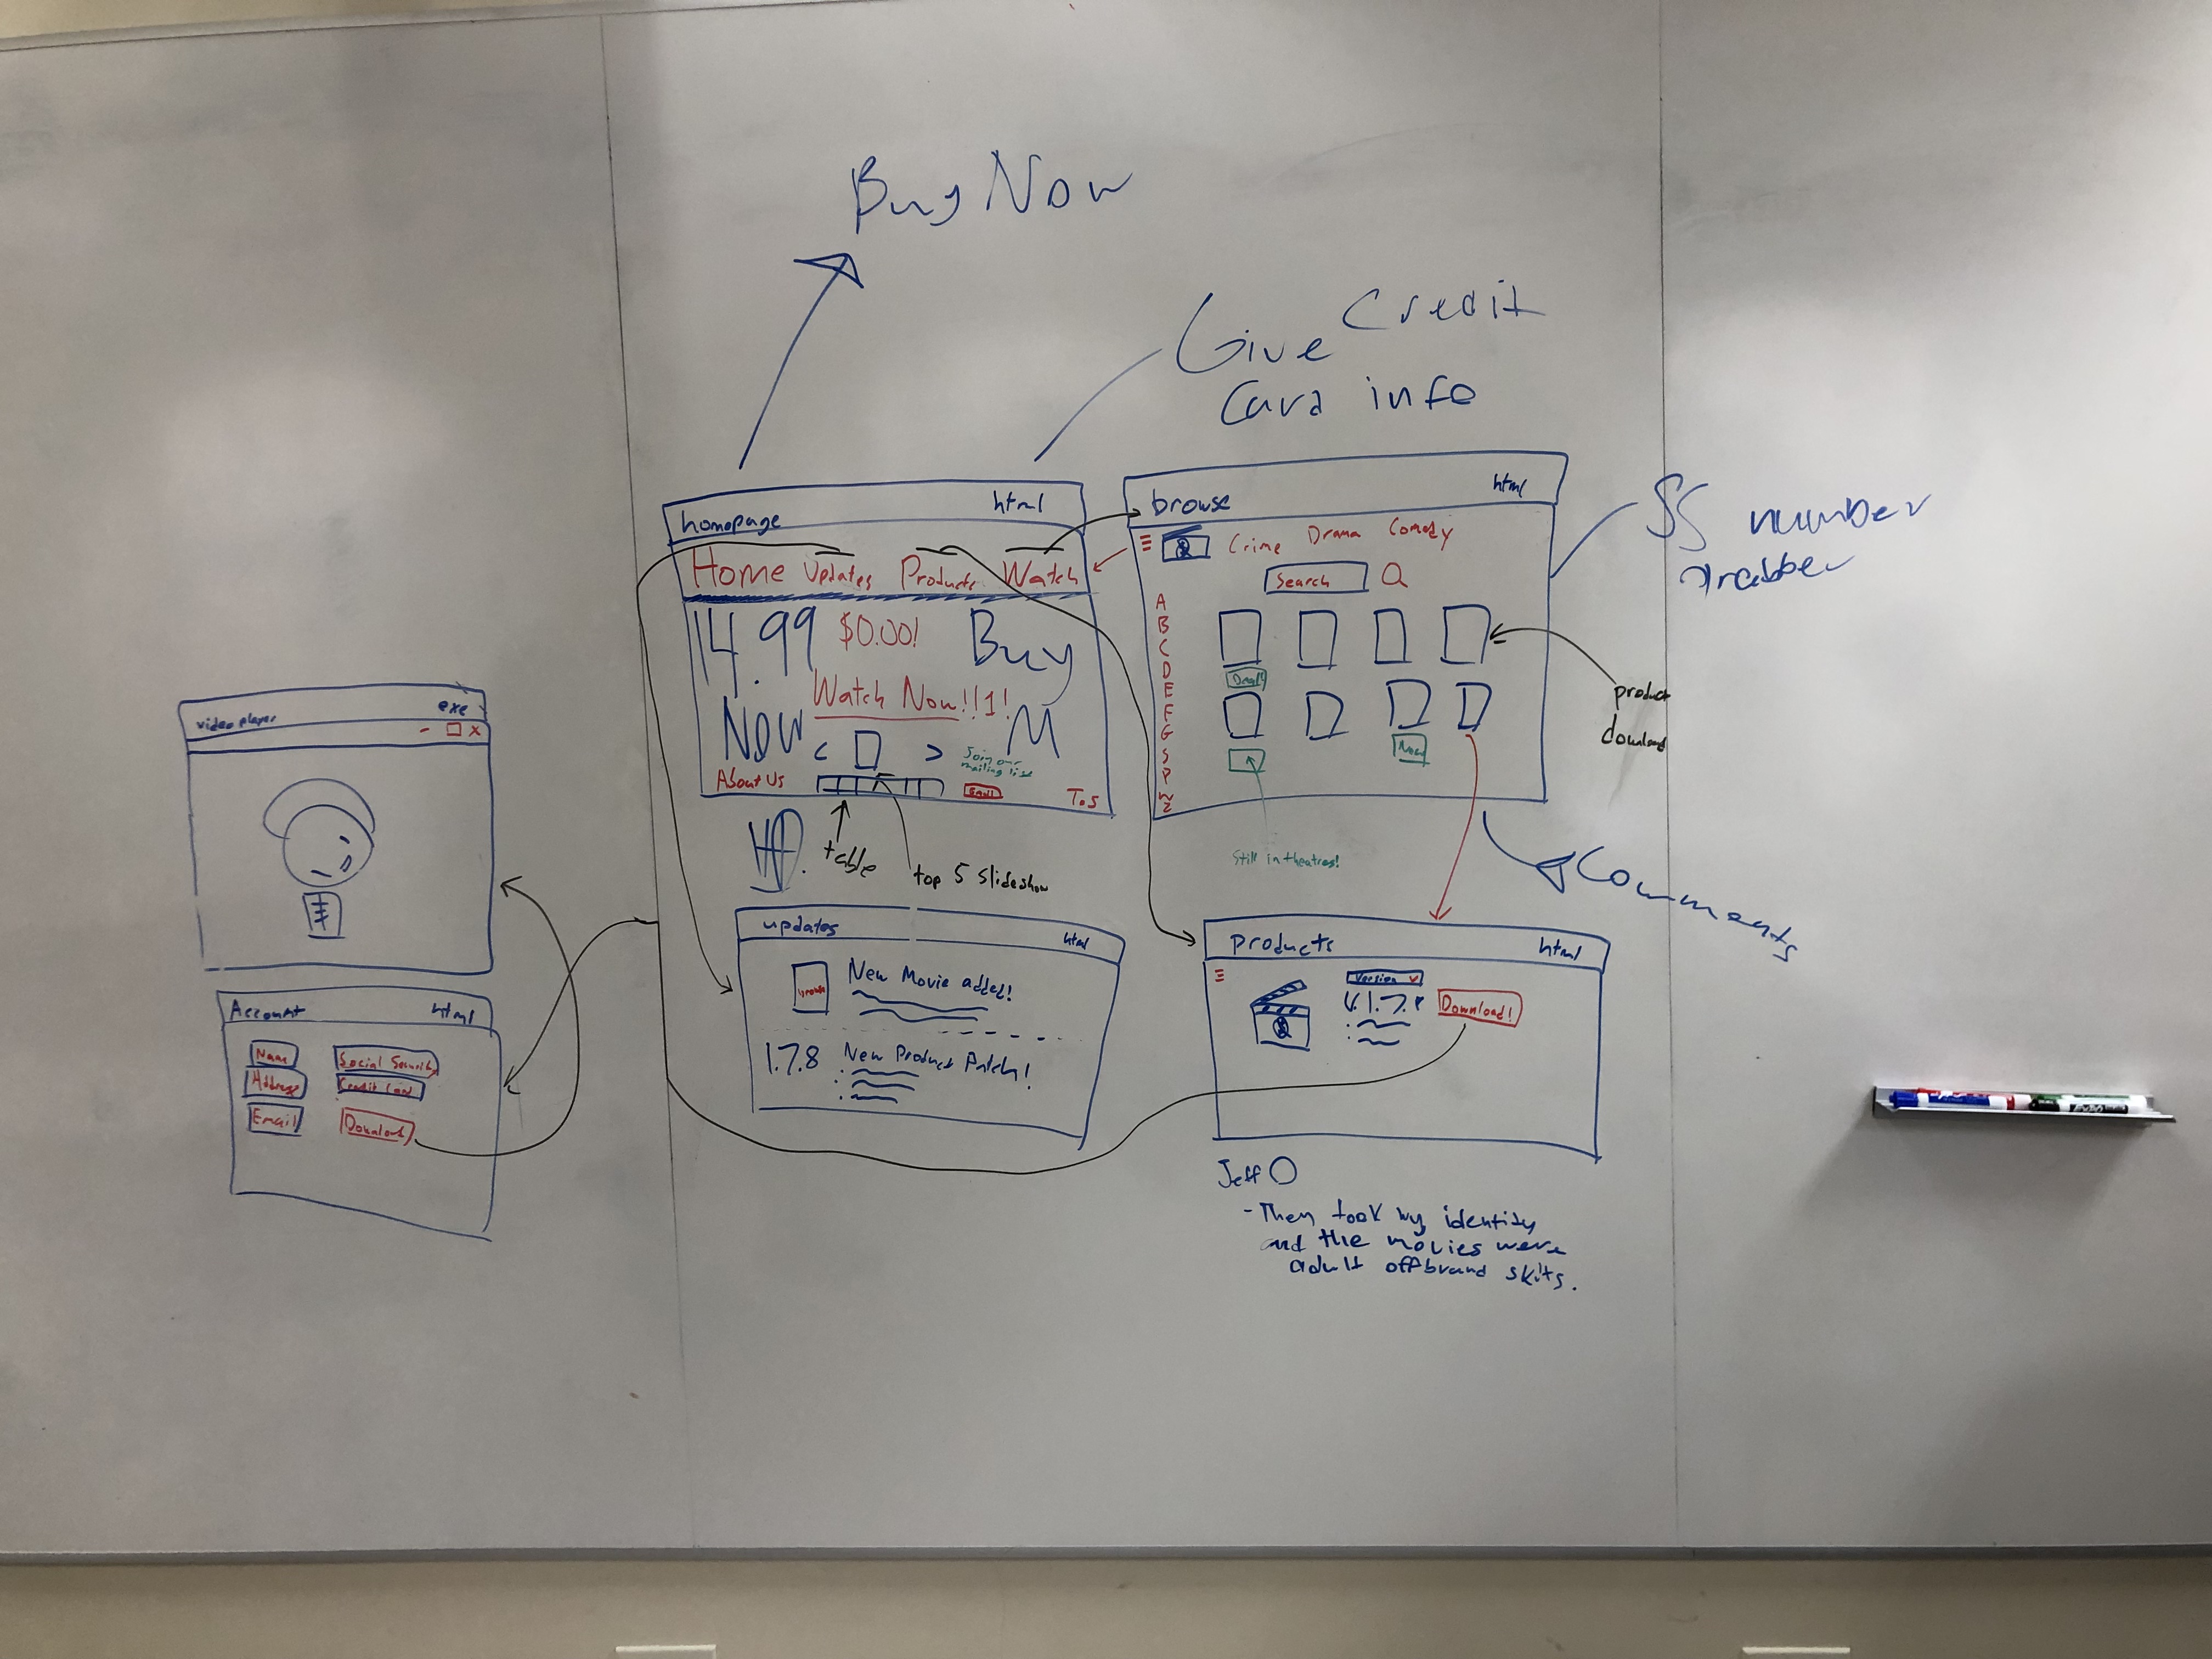 Buy Now
Give Credit
Card info
homepage html
Home Updates Products Watch
14.99 $0.00! Buy
Watch Now!!1!
Now
< >
M
Join our
mailing list
About Us
Email
T.S
table
top 5 slideshow
browse html
Crime Drama Comedy
Search
A
B
C
D
E
F
G
S
P
W
Z
New
Still in theatres!
SS number
grabber
product
download
Comments
video player exe
- □ x
Account html
Name Social Security
Address Credit Card
Email Download
updates html
New Movie added!
1.7.8 New Product Patch!
products html
Version
V.1.7.8 Download!
Jeff
- They took my identity
and the movies were
adult offbrand skits.